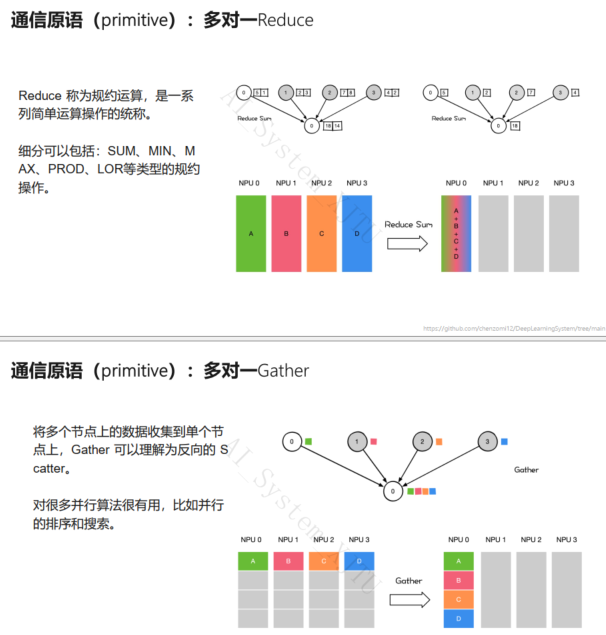 通信原语（primitive）：多对一Reduce
Reduce 称为规约运算，是一系
列简单运算操作的统称。
细分可以包括：SUM、MIN、M
AX、PROD、LOR等类型的规约
操作。
0 5 1 1 2 3 2 7 8 3 4 2
Reduce Sum
0 18 14
0 5 1 2 2 7 3 4
Reduce Sum
0 18
NPU 0 NPU 1 NPU 2 NPU 3
A B C D
Reduce Sum
NPU 0 NPU 1 NPU 2 NPU 3
A
+
B
+
C
+
D
AI_System_XJTU
https://github.com/chenzomi12/DeepLearningSystem/tree/main
通信原语（primitive）：多对一Gather
将多个节点上的数据收集到单个节
点上，Gather 可以理解为反向的 S
catter。
对很多并行算法很有用，比如并行
的排序和搜索。
0 1 2 3
Gather
0
NPU 0 NPU 1 NPU 2 NPU 3
A B C D
Gather
NPU 0 NPU 1 NPU 2 NPU 3
A
B
C
D
AI_System_XJTU